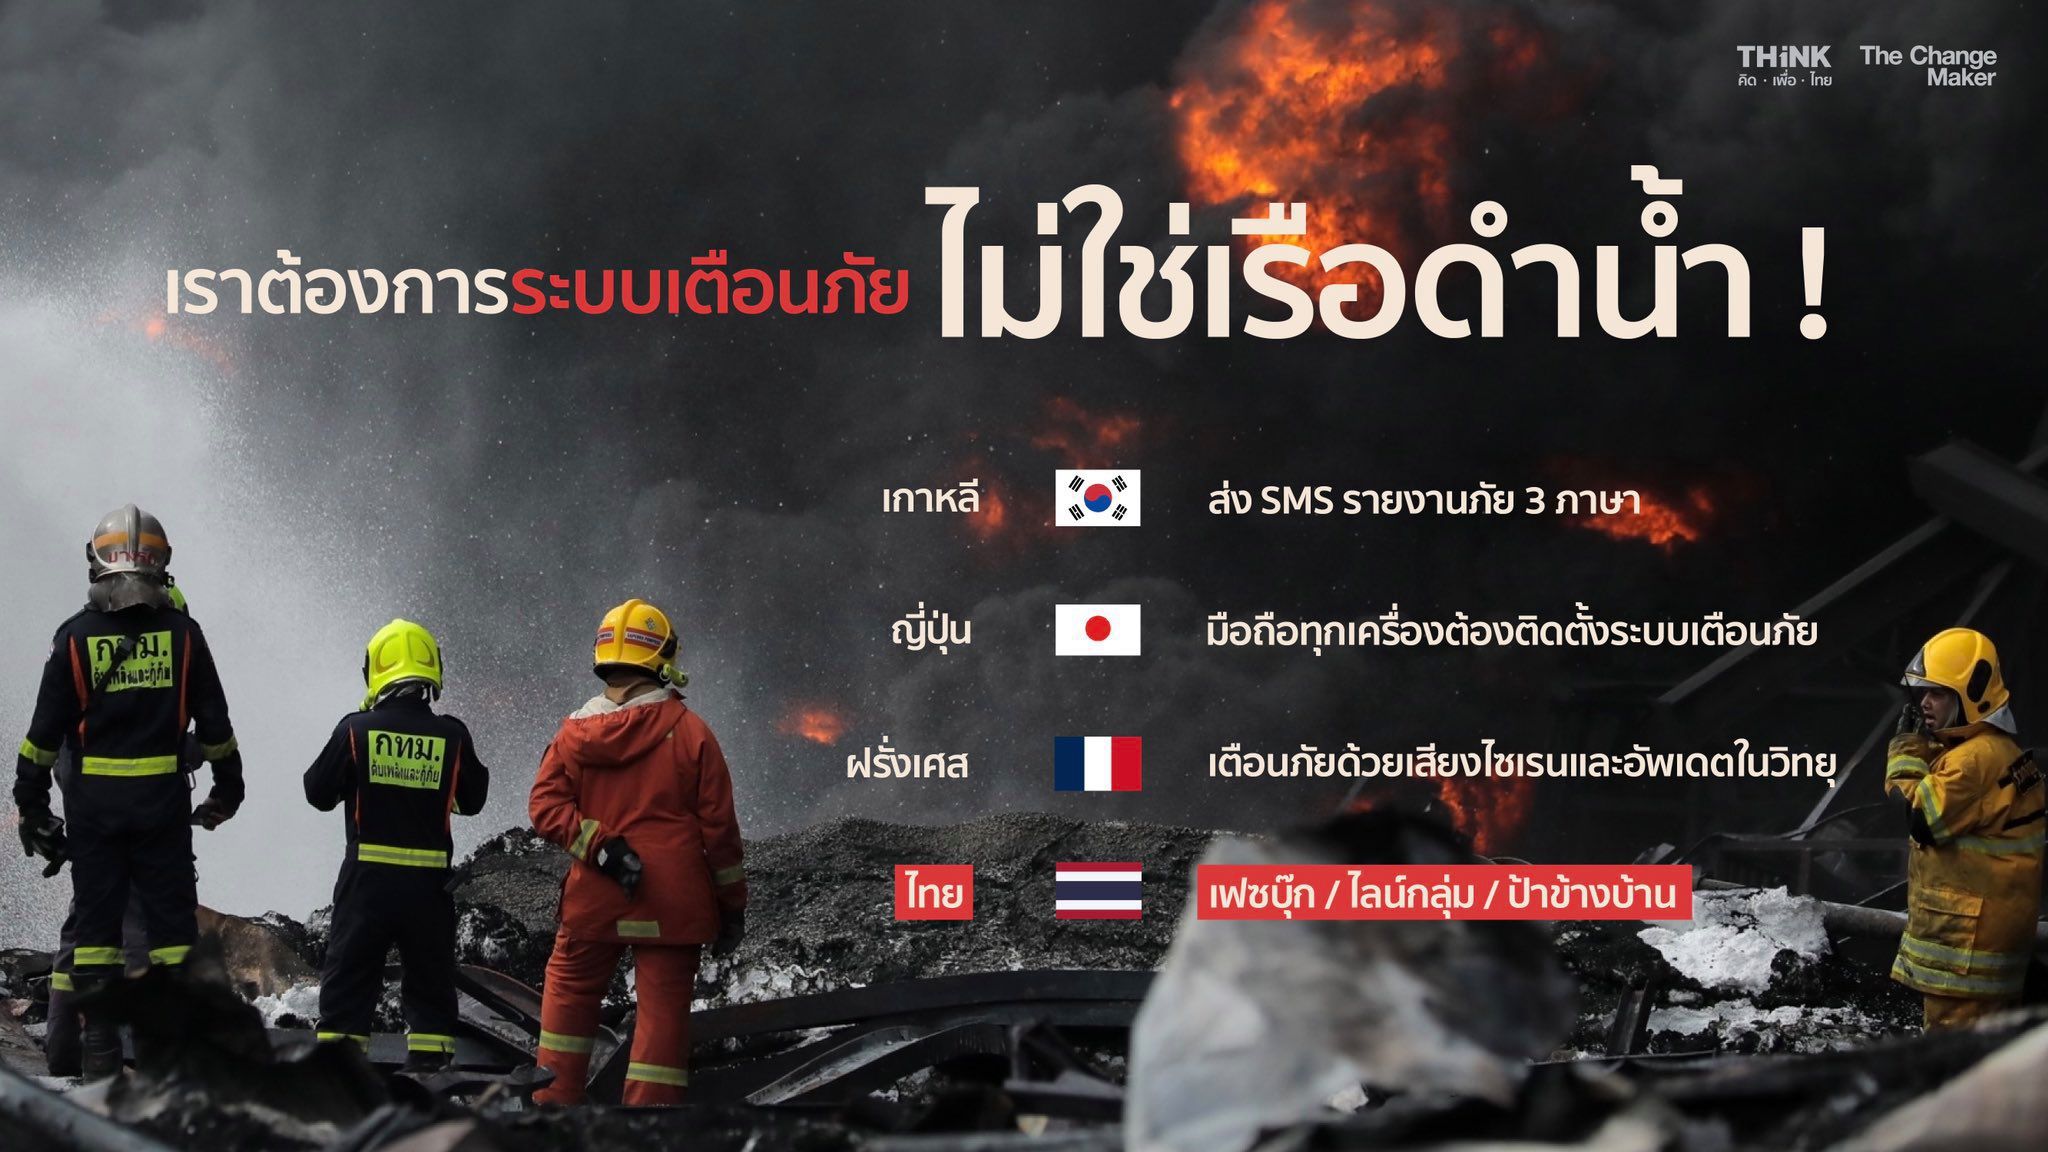 THiNK
คิด · เพื่อ · ไทย
The Change
Maker
เราต้องการระบบเตือนภัย ไม่ใช่เรือดำน้ำ !
เกาหลี ส่ง SMS รายงานภัย 3 ภาษา
ญี่ปุ่น มือถือทุกเครื่องต้องติดตั้งระบบเตือนภัย
ฝรั่งเศส เตือนภัยด้วยเสียงไซเรนและอัพเดตในวิทยุ
ไทย เฟซบุ๊ก / ไลน์กลุ่ม / ป้าข้างบ้าน
กทม.
ดับเพลิงและกู้ภัย
กทม.
ดับเพลิงและกู้ภัย